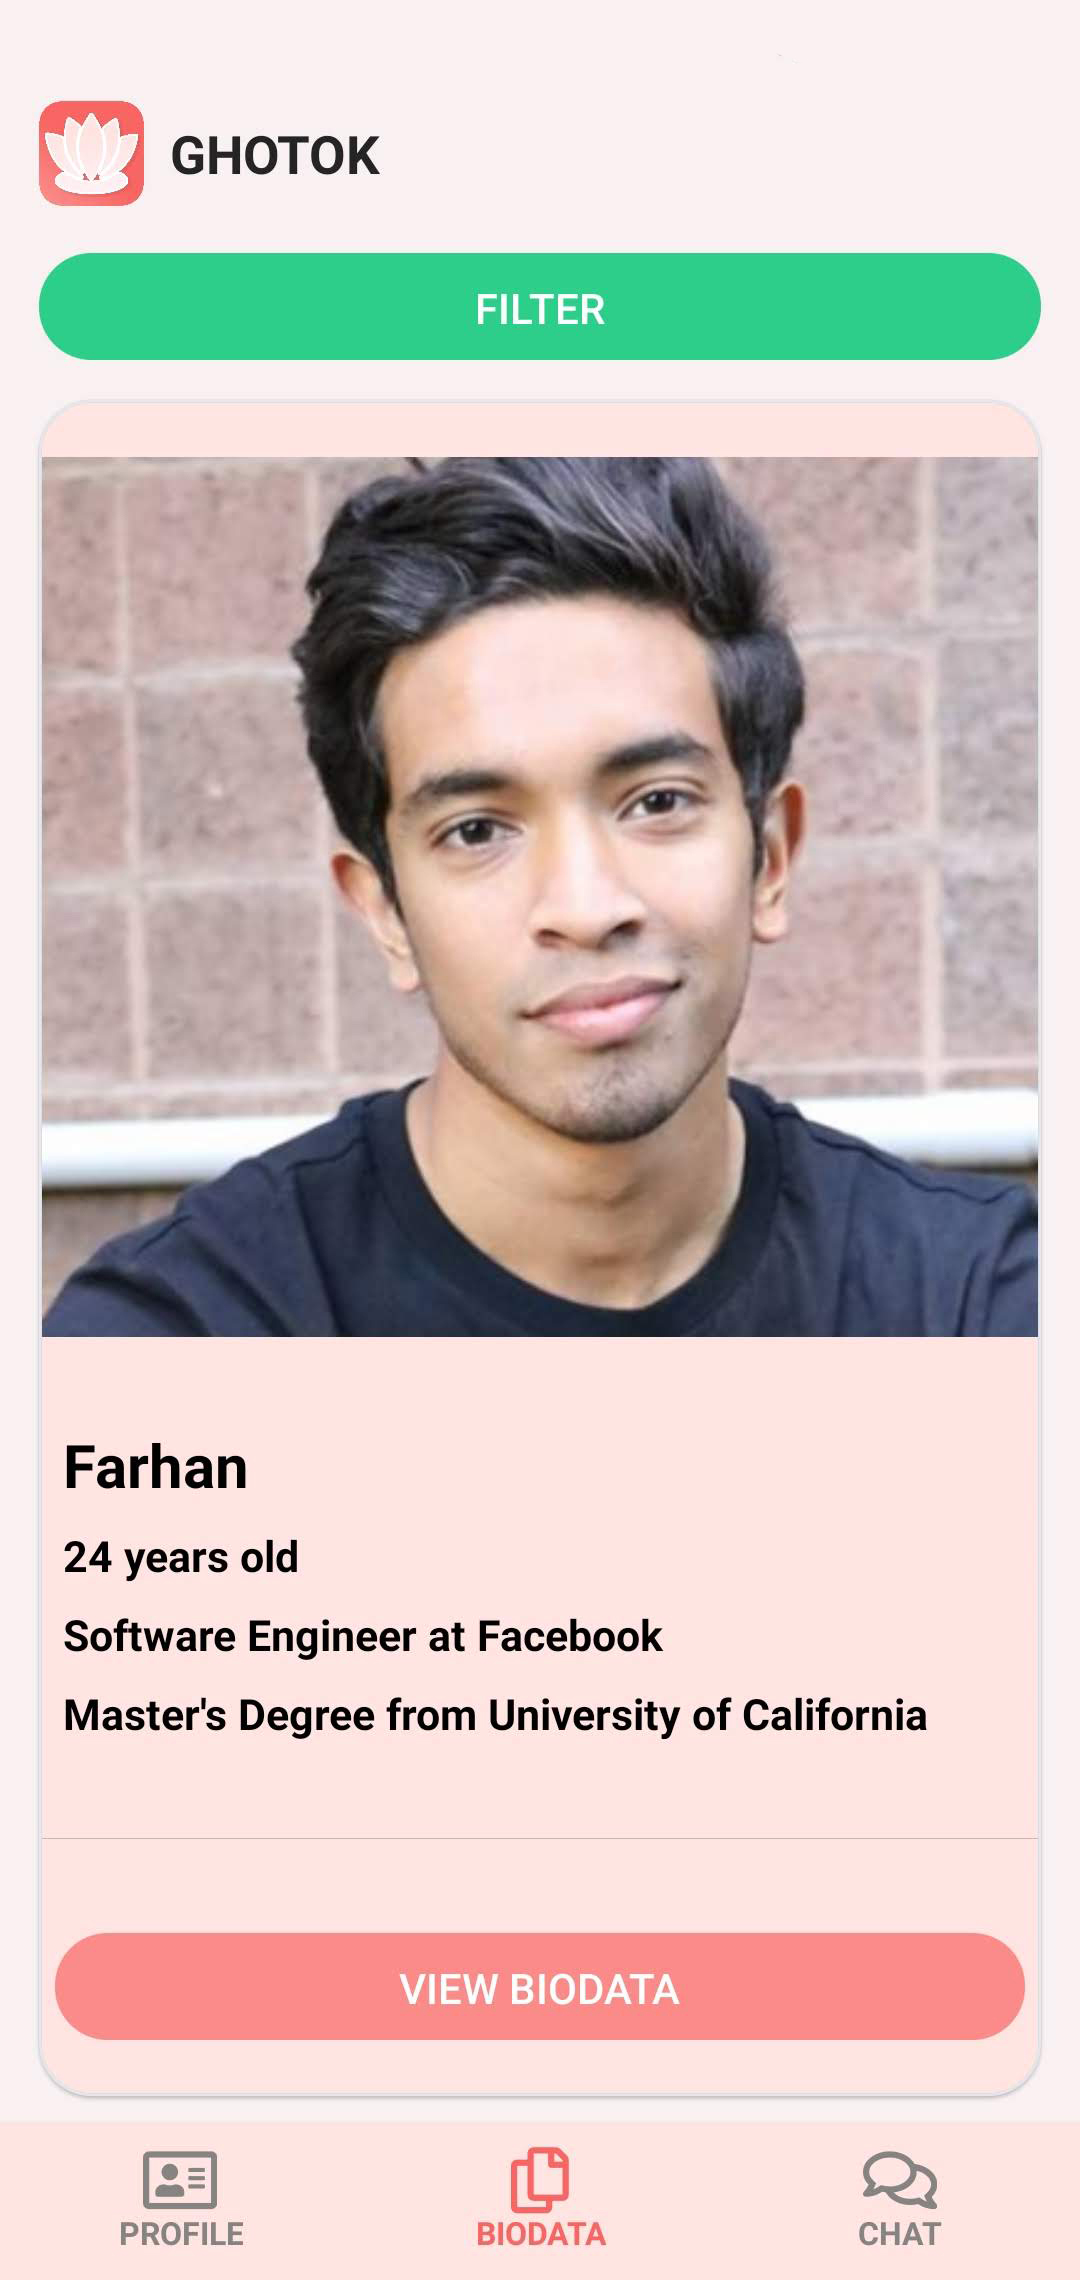 GHOTOK
FILTER
Farhan
24 years old
Software Engineer at Facebook
Master's Degree from University of California
VIEW BIODATA
PROFILE
BIODATA
CHAT